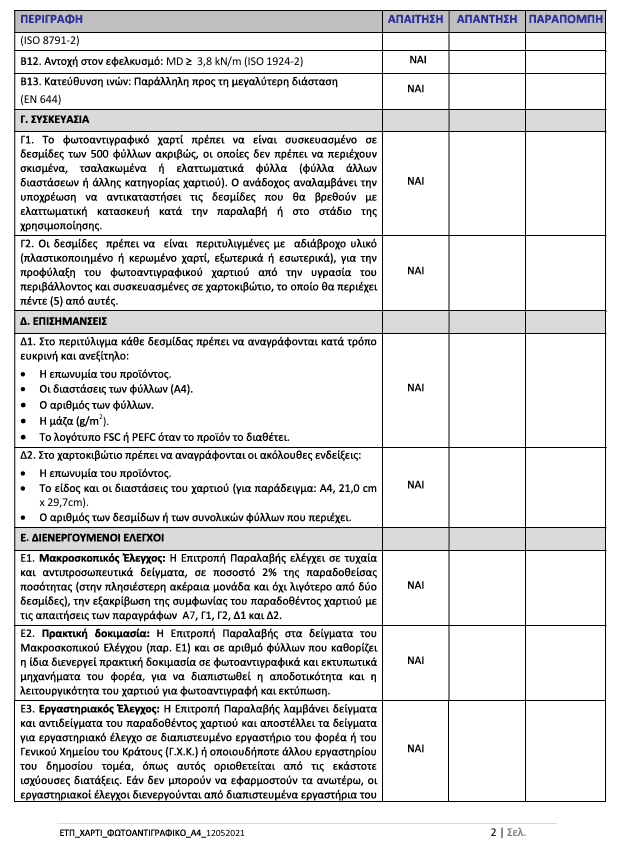 ΠΕΡΙΓΡΑΦΗ ΑΠΑΙΤΗΣΗ ΑΠΑΝΤΗΣΗ ΠΑΡΑΠΟΜΠΗ
(ISO 8791-2)
Β12. Αντοχή στον εφελκυσμό: MD ≥ 3,8 kN/m (ISO 1924-2) ΝΑΙ
Β13. Κατεύθυνση ινών: Παράλληλη προς τη μεγαλύτερη διάσταση
(EN 644) ΝΑΙ
Γ. ΣΥΣΚΕΥΑΣΙΑ
Γ1. Το φωτοαντιγραφικό χαρτί πρέπει να είναι συσκευασμένο σε
δεσμίδες των 500 φύλλων ακριβώς, οι οποίες δεν πρέπει να περιέχουν
σκισμένα, τσαλακωμένα ή ελαττωματικά φύλλα (φύλλα άλλων
διαστάσεων ή άλλης κατηγορίας χαρτιού). Ο ανάδοχος αναλαμβάνει την ΝΑΙ
υποχρέωση να αντικαταστήσει τις δεσμίδες που θα βρεθούν με
ελαττωματική κατασκευή κατά την παραλαβή ή στο στάδιο της
χρησιμοποίησης.
Γ2. Οι δεσμίδες πρέπει να είναι περιτυλιγμένες με αδιάβροχο υλικό
(πλαστικοποιημένο ή κερωμένο χαρτί, εξωτερικά ή εσωτερικά), για την
προφύλαξη του φωτοαντιγραφικού χαρτιού από την υγρασία του ΝΑΙ
περιβάλλοντος και συσκευασμένες σε χαρτοκιβώτιο, το οποίο θα περιέχει
πέντε (5) από αυτές.
Δ. ΕΠΙΣΗΜΑΝΣΕΙΣ
Δ1. Στο περιτύλιγμα κάθε δεσμίδας πρέπει να αναγράφονται κατά τρόπο
ευκρινή και ανεξίτηλο:
• Η επωνυμία του προϊόντος.
• Οι διαστάσεις των φύλλων (Α4). ΝΑΙ
• Ο αριθμός των φύλλων.
• Η μάζα (g/m²).
• Το λογότυπο FSC ή PEFC όταν το προϊόν το διαθέτει.
Δ2. Στο χαρτοκιβώτιο πρέπει να αναγράφονται οι ακόλουθες ενδείξεις:
• Η επωνυμία του προϊόντος.
• Το είδος και οι διαστάσεις του χαρτιού (για παράδειγμα: Α4, 21,0 cm ΝΑΙ
x 29,7cm).
• Ο αριθμός των δεσμίδων ή των συνολικών φύλλων που περιέχει.
Ε. ΔΙΕΝΕΡΓΟΥΜΕΝΟΙ ΕΛΕΓΧΟΙ
Ε1. Μακροσκοπικός Έλεγχος: Η Επιτροπή Παραλαβής ελέγχει σε τυχαία
και αντιπροσωπευτικά δείγματα, σε ποσοστό 2% της παραδοθείσας
ποσότητας (στην πλησιέστερη ακέραια μονάδα και όχι λιγότερο από δύο ΝΑΙ
δεσμίδες), την εξακρίβωση της συμφωνίας του παραδοθέντος χαρτιού με
τις απαιτήσεις των παραγράφων Α7, Γ1, Γ2, Δ1 και Δ2.
Ε2. Πρακτική δοκιμασία: Η Επιτροπή Παραλαβής στα δείγματα του
Μακροσκοπικού Ελέγχου (παρ. Ε1) και σε αριθμό φύλλων που καθορίζει
η ίδια διενεργεί πρακτική δοκιμασία σε φωτοαντιγραφικά και εκτυπωτικά ΝΑΙ
μηχανήματα του φορέα, για να διαπιστωθεί η αποδοτικότητα και η
λειτουργικότητα του χαρτιού για φωτοαντιγραφή και εκτύπωση.
Ε3. Εργαστηριακός Έλεγχος: Η Επιτροπή Παραλαβής λαμβάνει δείγματα
και αντιδείγματα του παραδοθέντος χαρτιού και αποστέλλει τα δείγματα
για εργαστηριακό έλεγχο σε διαπιστευμένο εργαστήριο του φορέα ή του
Γενικού Χημείου του Κράτους (Γ.Χ.Κ.) ή οποιουδήποτε άλλου εργαστηρίου ΝΑΙ
του δημοσίου τομέα, όπως αυτός οριοθετείται από τις εκάστοτε
ισχύουσες διατάξεις. Εάν δεν μπορούν να εφαρμοστούν τα ανωτέρω, οι
εργαστηριακοί έλεγχοι διενεργούνται από διαπιστευμένα εργαστήρια του
ΕΤΠ_ΧΑΡΤΙ_ΦΩΤΟΑΝΤΙΓΡΑΦΙΚΟ_Α4_12052021 2 | Σελ.